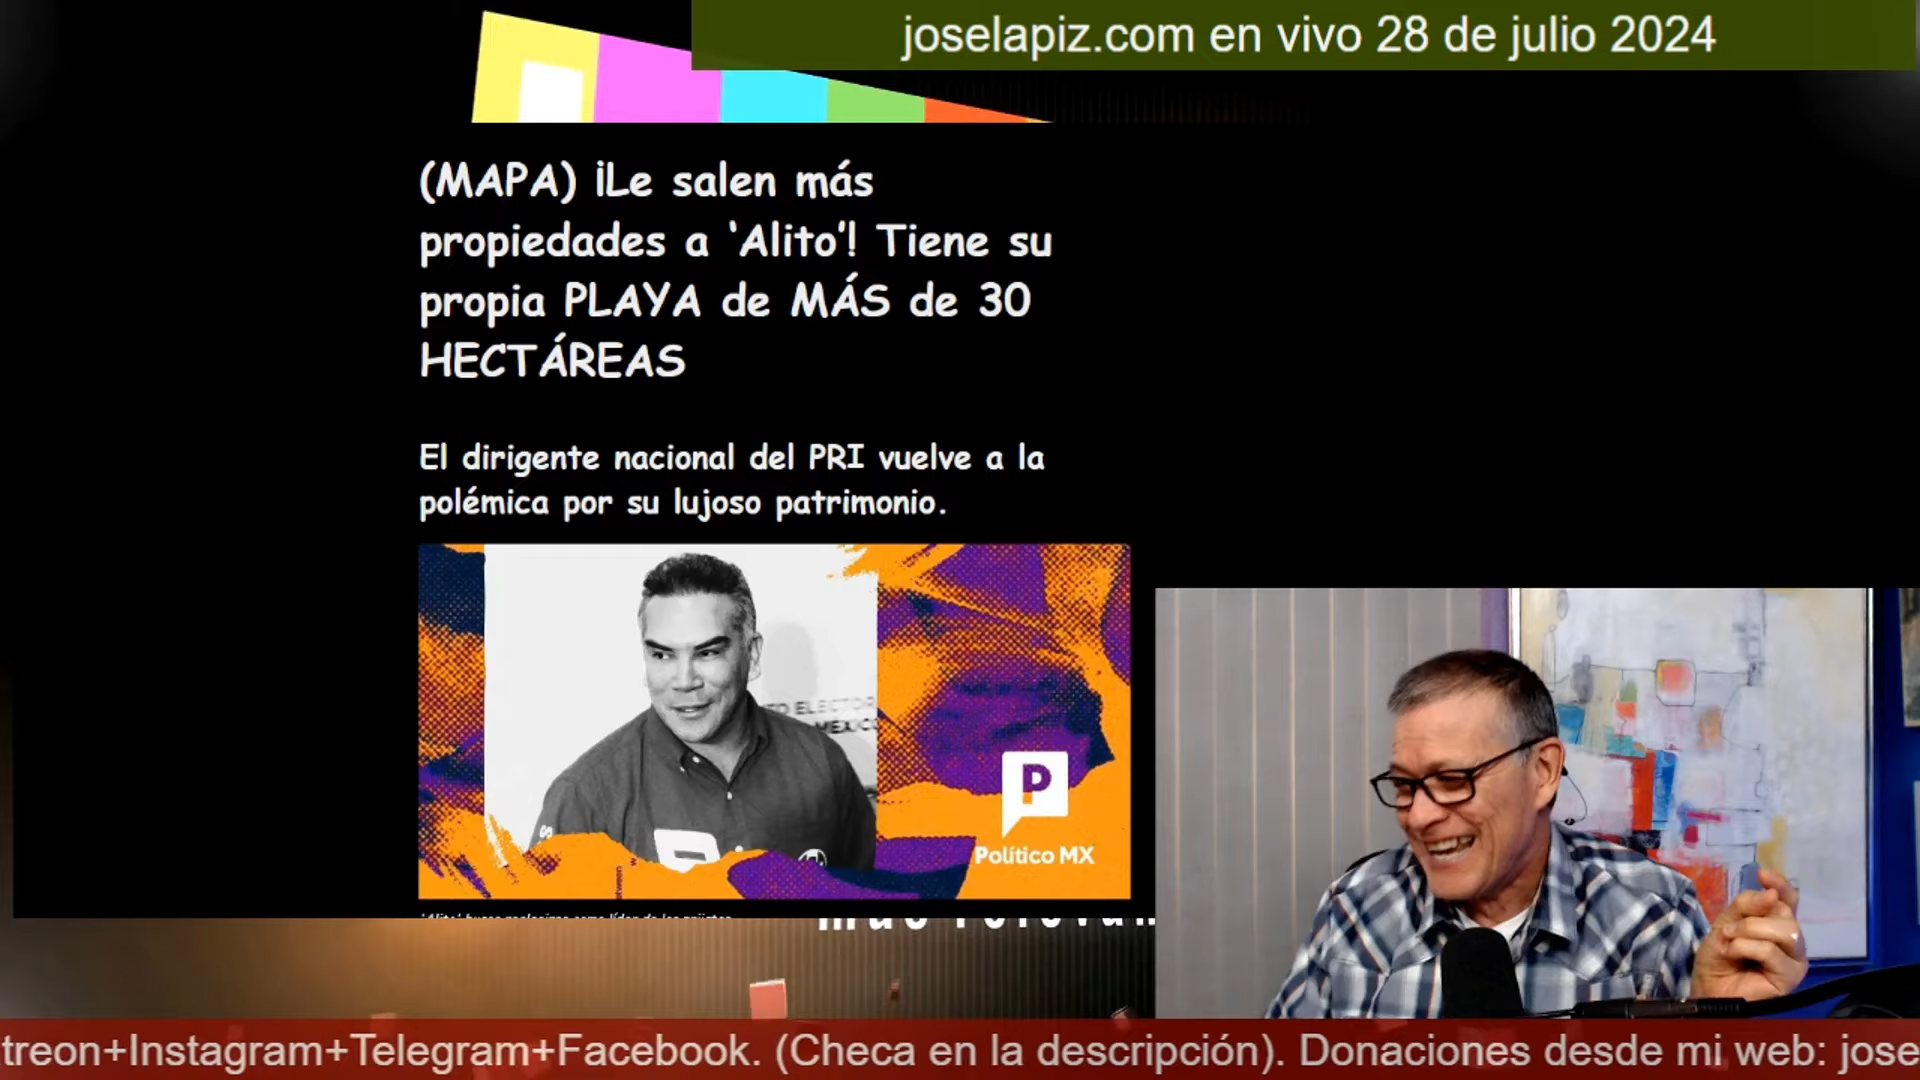 joselapiz.com en vivo 28 de julio 2024
(MAPA) ¡Le salen más
propiedades a ‘Alito’! Tiene su
propia PLAYA de MÁS de 30
HECTÁREAS
El dirigente nacional del PRI vuelve a la
polémica por su lujoso patrimonio.
ELECTOR
MÉXICO
P
Político MX
treon+Instagram+Telegram+Facebook. (Checa en la descripción). Donaciones desde mi web: jose